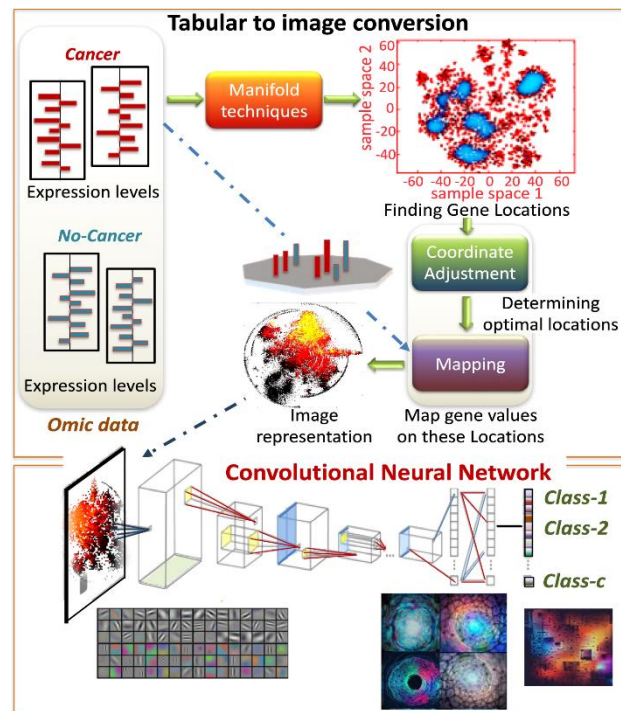 Tabular to image conversion
Cancer
Expression levels
No-Cancer
Expression levels
Omic data
Manifold
techniques
sample space 2
60
40
20
0
-20
-40
-60 -40 -20 0 20 40 60
sample space 1
Finding Gene Locations
Coordinate
Adjustment
Determining
optimal locations
Mapping
Map gene values
on these Locations
Image
representation
Convolutional Neural Network
Class-1
Class-2
Class-c